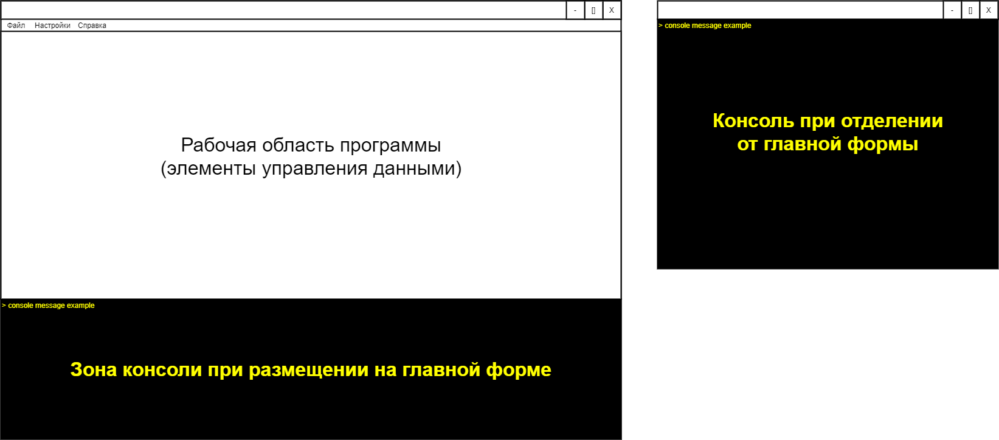 - [] X
Файл Настройки Справка
Рабочая область программы
(элементы управления данными)
> console message example
Зона консоли при размещении на главной форме
- [] X
> console message example
Консоль при отделении
от главной формы